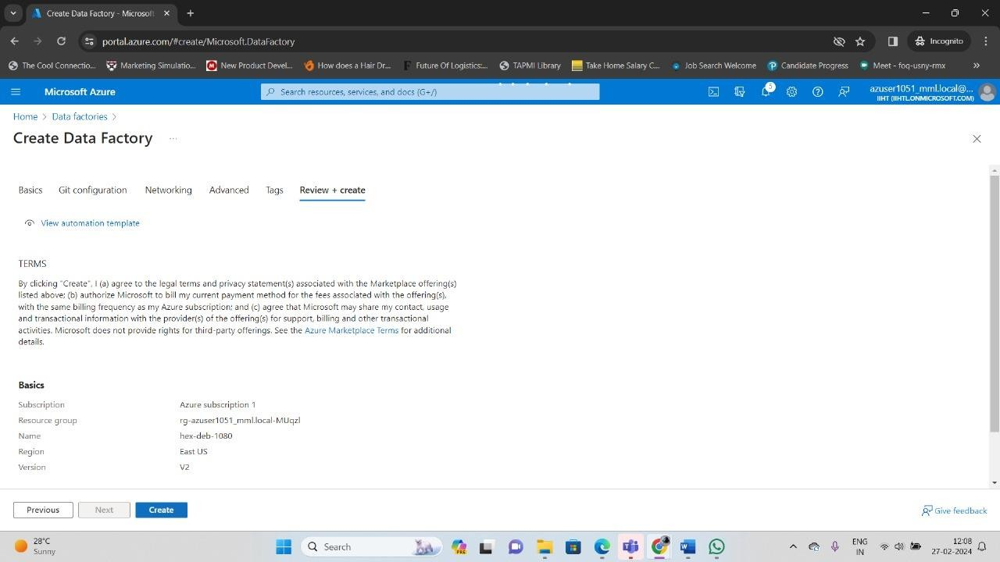 Create Data Factory - Microsoft
portal.azure.com/#create/Microsoft.DataFactory
Incognito
The Cool Connectio... Marketing Simulatio... New Product Devel... How does a Hair Dr... Future Of Logistics:... TAPMI Library Take Home Salary C... Job Search Welcome Candidate Progress Meet - foq-usny-rmx »
Microsoft Azure
Search resources, services, and docs (G+/)
5
azuser1051_mml.local@...
IIHT (IIHTLONMICROSOFT.COM)
Home > Data factories >
Create Data Factory ...
Basics Git configuration Networking Advanced Tags Review + create
View automation template
TERMS
By clicking "Create", I (a) agree to the legal terms and privacy statement(s) associated with the Marketplace offering(s)
listed above; (b) authorize Microsoft to bill my current payment method for the fees associated with the offering(s),
with the same billing frequency as my Azure subscription; and (c) agree that Microsoft may share my contact, usage
and transactional information with the provider(s) of the offering(s) for support, billing and other transactional
activities. Microsoft does not provide rights for third-party offerings. See the Azure Marketplace Terms for additional
details.
Basics
Subscription Azure subscription 1
Resource group rg-azuser1051_mml.local-MUqzl
Name hex-deb-1080
Region East US
Version V2
Previous Next Create
Give feedback
28°C
Sunny
Search
PRE
ENG
IN
12:08
27-02-2024